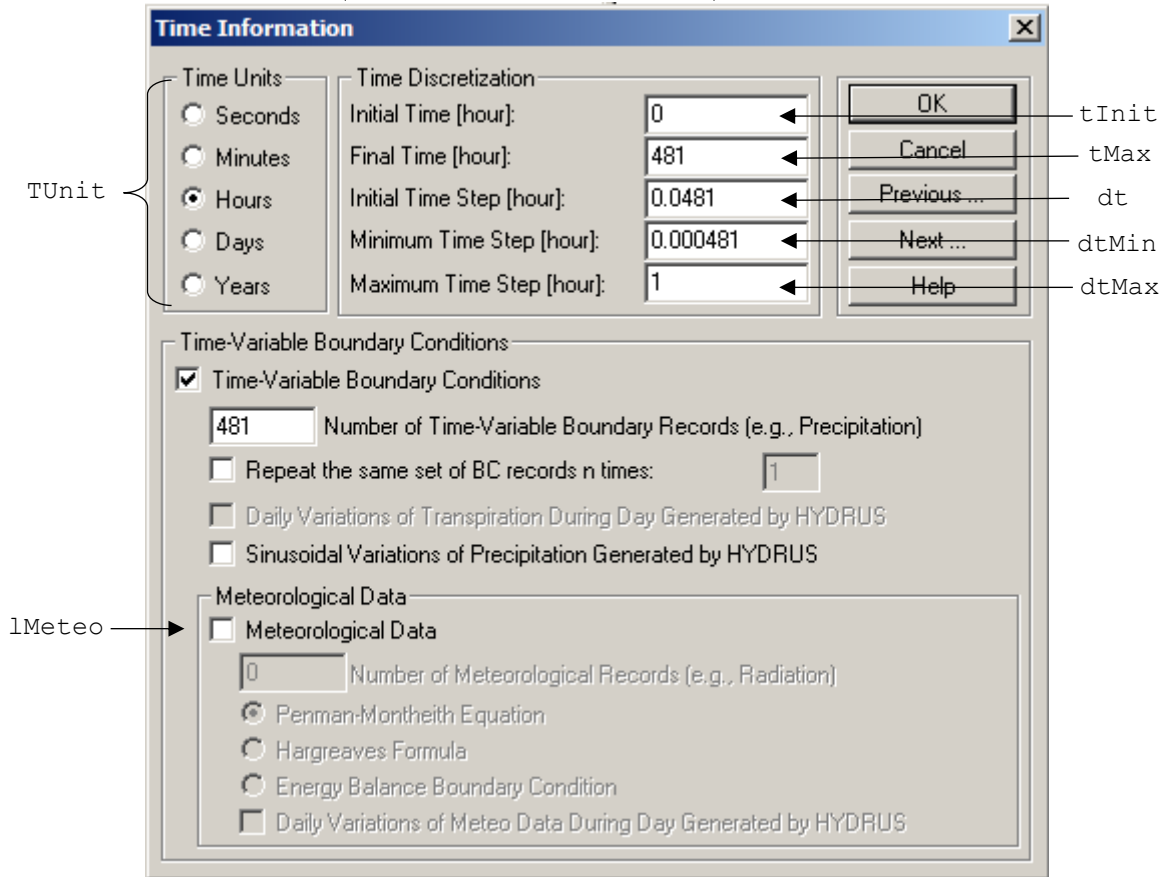 Time Information
Time Units
Seconds
Minutes
TUnit
Hours
Days
Years
Time Discretization
Initial Time [hour]: 0
Final Time [hour]: 481
Initial Time Step [hour]: 0.0481
Minimum Time Step [hour]: 0.000481
Maximum Time Step [hour]: 1
OK
Cancel
Previous ...
Next ...
Help
tInit
tMax
dt
dtMin
dtMax
Time-Variable Boundary Conditions
Time-Variable Boundary Conditions
481 Number of Time-Variable Boundary Records (e.g., Precipitation)
Repeat the same set of BC records n times: 1
Daily Variations of Transpiration During Day Generated by HYDRUS
Sinusoidal Variations of Precipitation Generated by HYDRUS
Meteorological Data
lMeteo Meteorological Data
0 Number of Meteorological Records (e.g., Radiation)
Penman-Montheith Equation
Hargreaves Formula
Energy Balance Boundary Condition
Daily Variations of Meteo Data During Day Generated by HYDRUS